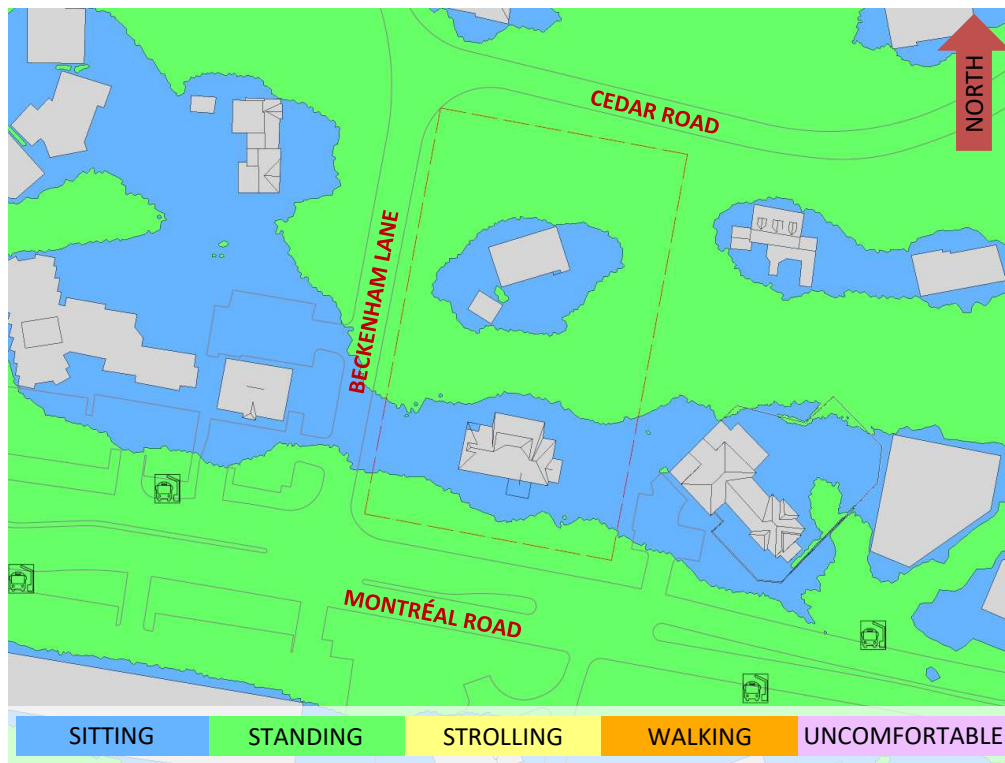 NORTH
CEDAR ROAD
BECKENHAM LANE
MONTRÉAL ROAD
SITTING
STANDING
STROLLING
WALKING
UNCOMFORTABLE